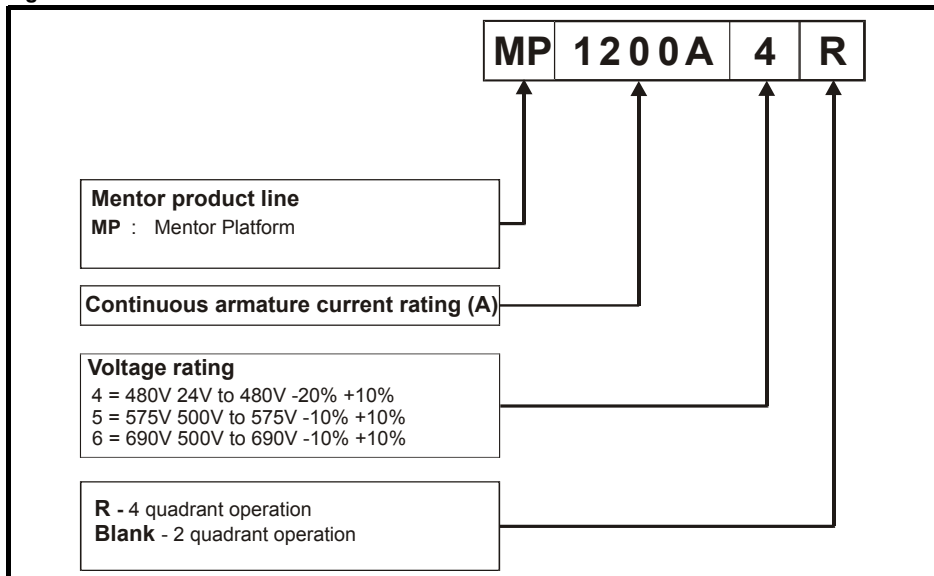 MP 1200A 4 R
Mentor product line
MP : Mentor Platform
Continuous armature current rating (A)
Voltage rating
4 = 480V 24V to 480V -20% +10%
5 = 575V 500V to 575V -10% +10%
6 = 690V 500V to 690V -10% +10%
R - 4 quadrant operation
Blank - 2 quadrant operation